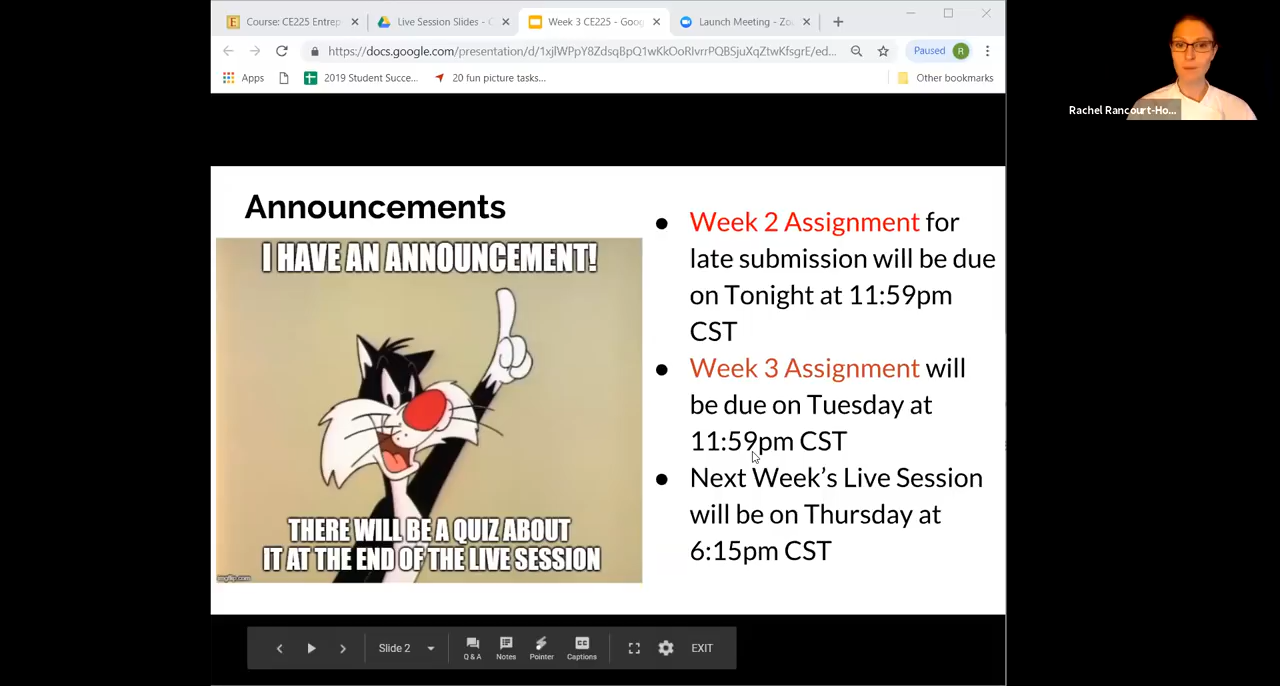 Course: CE225 Entrep
Live Session Slides - C
Week 3 CE225 - Goog
Launch Meeting - Zo
https://docs.google.com/presentation/d/1xjlWPpY8ZdsqBpQ1wKkOoRlvrrPQBSjuXqZtwKfsgrE/ed...
Paused R
Apps
2019 Student Succe...
20 fun picture tasks...
Other bookmarks
Rachel Rancourt-Ho...
Announcements
I HAVE AN ANNOUNCEMENT!
THERE WILL BE A QUIZ ABOUT
IT AT THE END OF THE LIVE SESSION
imgflip.com
● Week 2 Assignment for
late submission will be due
on Tonight at 11:59pm
CST
● Week 3 Assignment will
be due on Tuesday at
11:59pm CST
● Next Week’s Live Session
will be on Thursday at
6:15pm CST
Slide 2
Q & A
Notes
Pointer
CC
Captions
EXIT